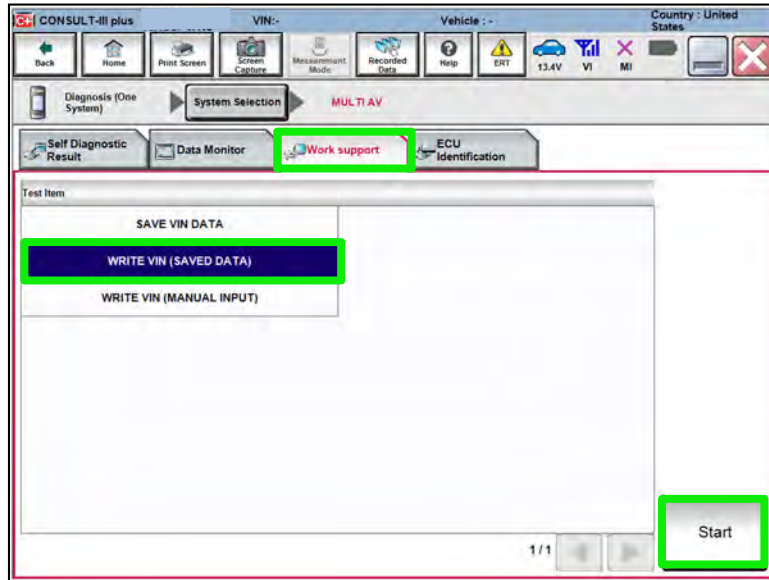 CONSULT-III plus
VIN:-
Vehicle : -
Country : United
States
Back
Home
Print Screen
Screen
Capture
Measurement
Mode
Recorded
Data
Help
ERT
13.4V
VI
MI
Diagnosis (One
System)
System Selection
MULTI AV
Self Diagnostic
Result
Data Monitor
Work support
ECU
Identification
Test Item
SAVE VIN DATA
WRITE VIN (SAVED DATA)
WRITE VIN (MANUAL INPUT)
1/1
Start